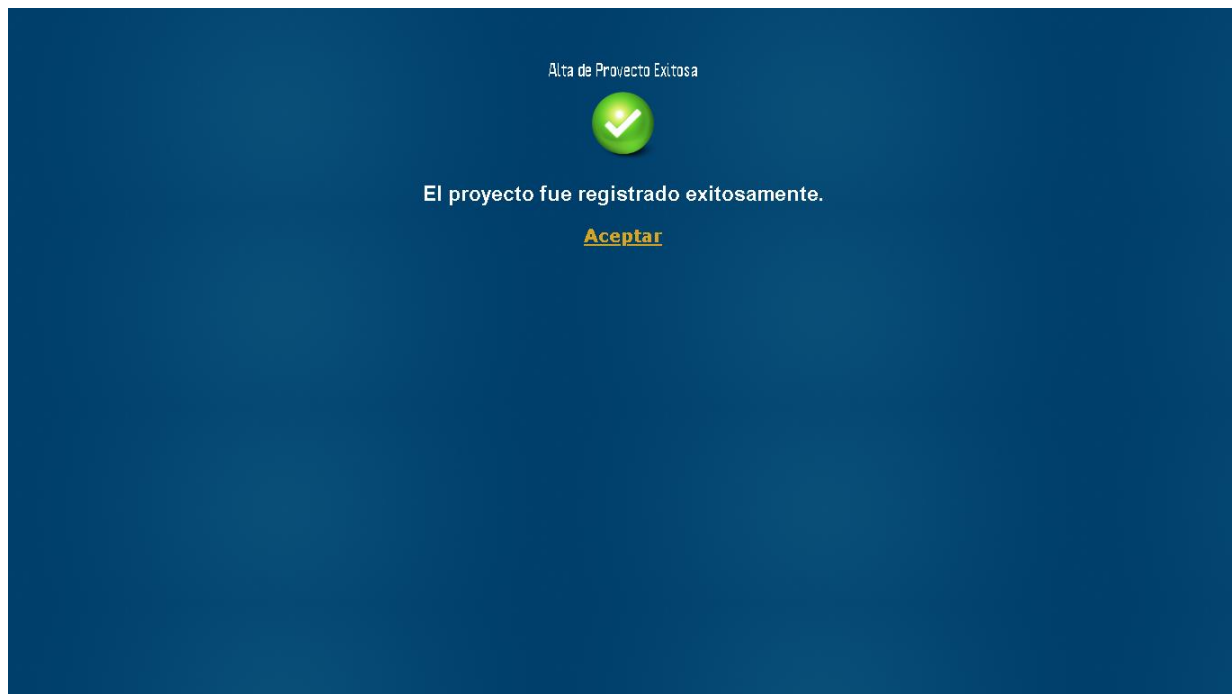 Alta de Proyecto Exitosa
El proyecto fue registrado exitosamente.
Aceptar